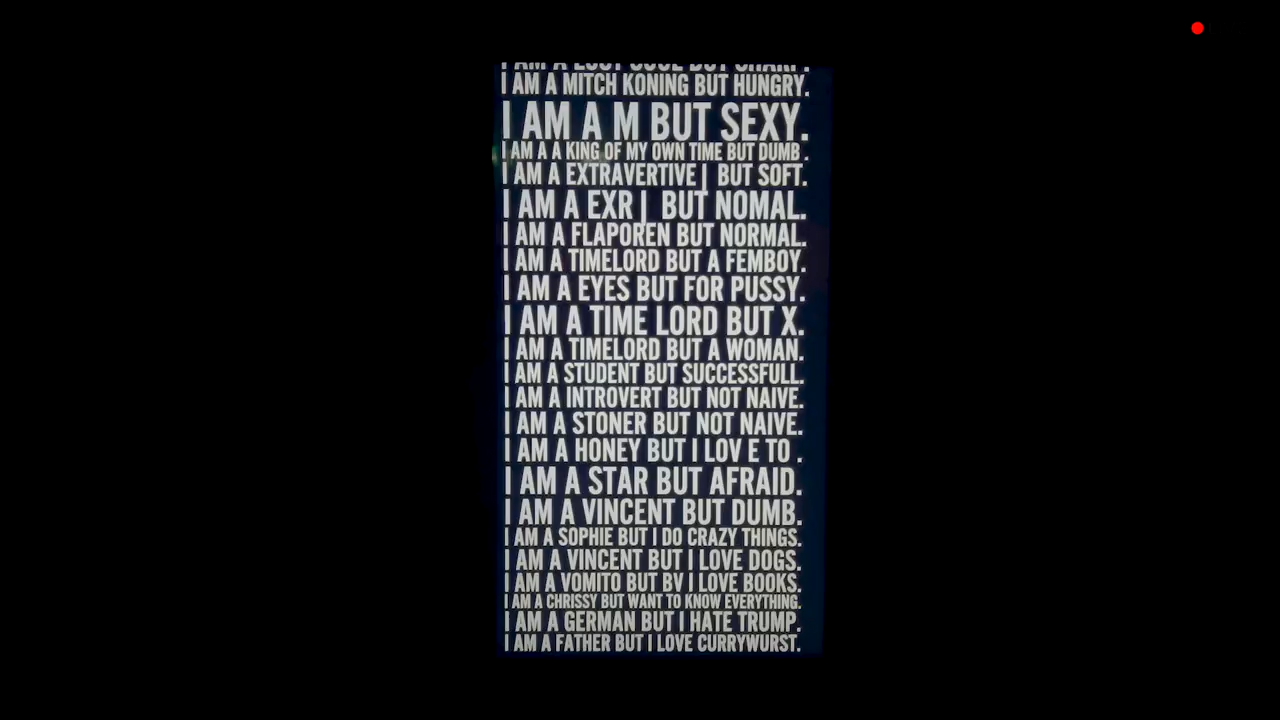 I AM A MITCH KONING BUT HUNGRY.
I AM A M BUT SEXY.
I AM A A KING OF MY OWN TIME BUT DUMB .
I AM A EXTRAVERTIVE| BUT SOFT.
I AM A EXR| BUT NOMAL.
I AM A FLAPOREN BUT NORMAL.
I AM A TIMELORD BUT A FEMBOY.
I AM A EYES BUT FOR PUSSY.
I AM A TIME LORD BUT X.
I AM A TIMELORD BUT A WOMAN.
I AM A STUDENT BUT SUCCESSFULL.
I AM A INTROVERT BUT NOT NAIVE.
I AM A STONER BUT NOT NAIVE.
I AM A HONEY BUT I LOV E TO .
I AM A STAR BUT AFRAID.
I AM A VINCENT BUT DUMB.
I AM A SOPHIE BUT I DO CRAZY THINGS.
I AM A VINCENT BUT I LOVE DOGS.
I AM A VOMITO BUT BV I LOVE BOOKS.
I AM A CHRISSY BUT WANT TO KNOW EVERYTHING.
I AM A GERMAN BUT I HATE TRUMP.
I AM A FATHER BUT I LOVE CURRYWURST.